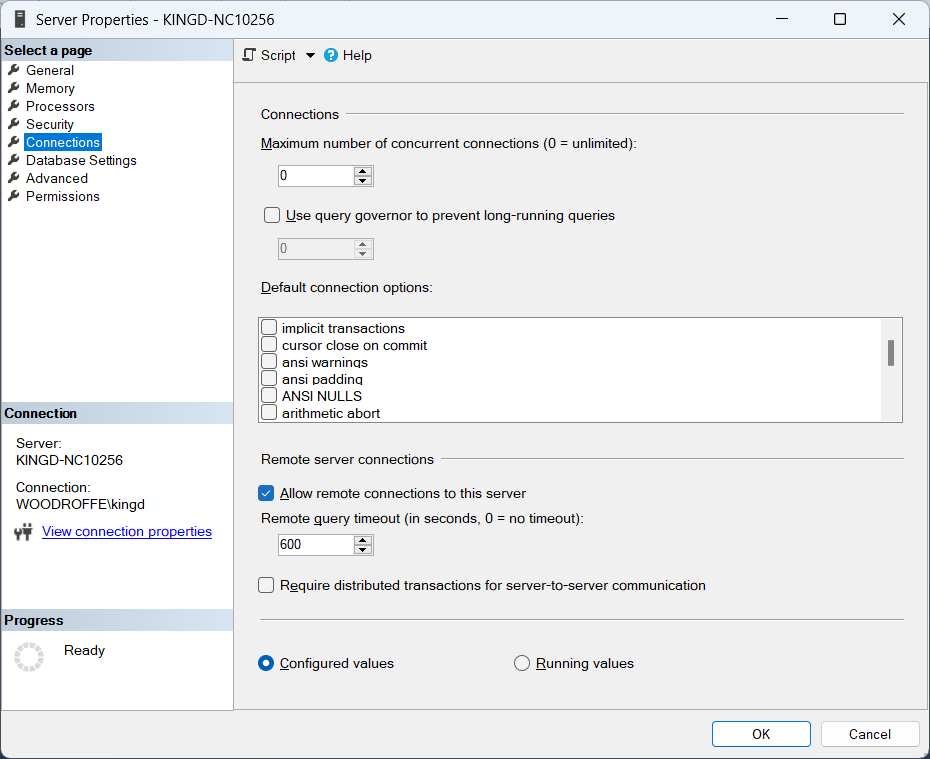 Server Properties - KINGD-NC10256
Select a page
General
Memory
Processors
Security
Connections
Database Settings
Advanced
Permissions
Connection
Server:
KINGD-NC10256
Connection:
WOODROFFE\kingd
View connection properties
Progress
Ready
Script
Help
Connections
Maximum number of concurrent connections (0 = unlimited):
0
Use query governor to prevent long-running queries
0
Default connection options:
implicit transactions
cursor close on commit
ansi warnings
ansi padding
ANSI NULLS
arithmetic abort
Remote server connections
Allow remote connections to this server
Remote query timeout (in seconds, 0 = no timeout):
600
Require distributed transactions for server-to-server communication
Configured values
Running values
OK
Cancel